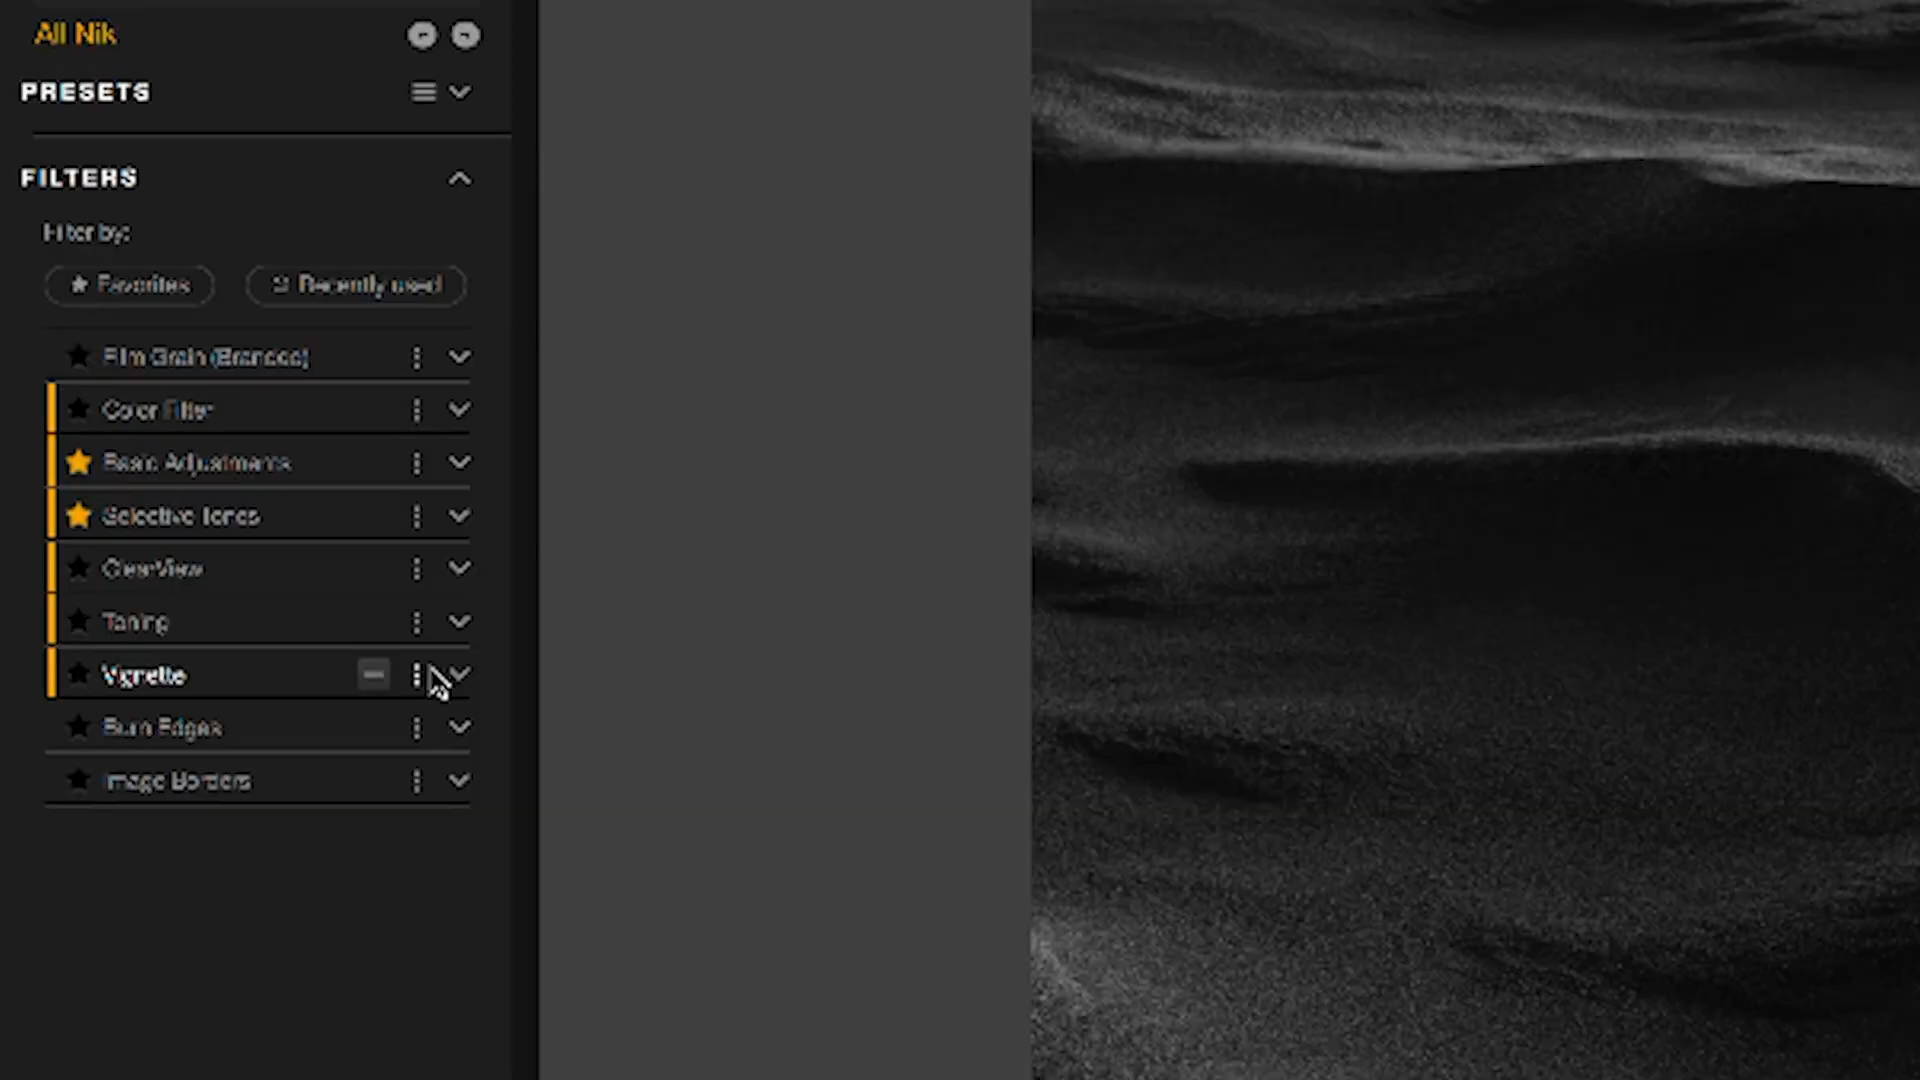 All Nik
PRESETS
FILTERS
Filter by:
Favorites
Recently used
Film Grain (Branded)
Color Filter
Basic Adjustments
Selective Tones
ClearView
Toning
Vignette
Burn Edges
Image Borders